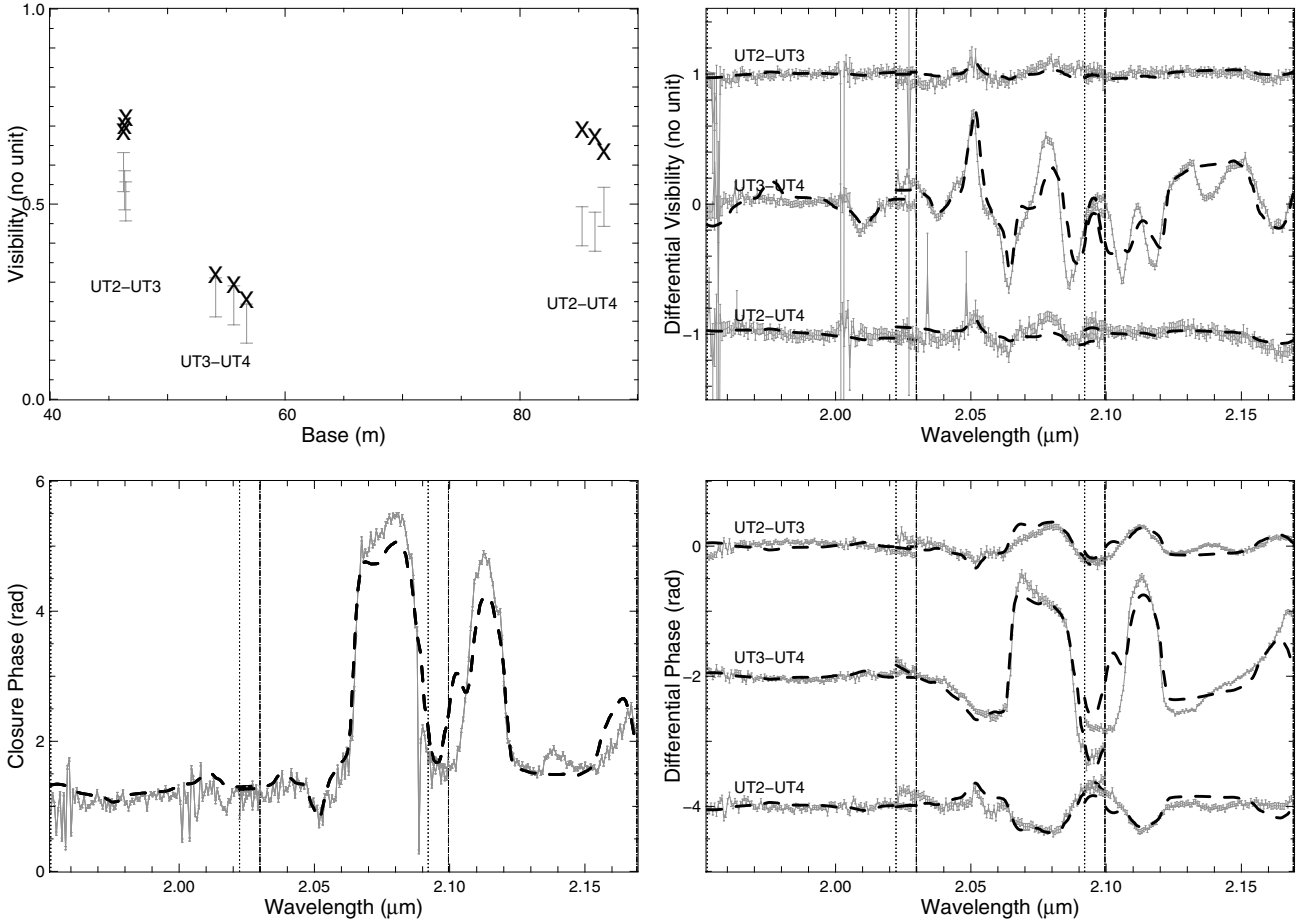 1.0
0.5
0.0
Visibility (no unit)
UT2−UT3
UT3−UT4
UT2−UT4
40
60
80
Base (m)
1
0
−1
Differential Visibility (no unit)
UT2−UT3
UT3−UT4
UT2−UT4
2.00
2.05
2.10
2.15
Wavelength (μm)
6
4
2
0
Closure Phase (rad)
2.00
2.05
2.10
2.15
Wavelength (μm)
0
−2
−4
Differential Phase (rad)
UT2−UT3
UT3−UT4
UT2−UT4
2.00
2.05
2.10
2.15
Wavelength (μm)